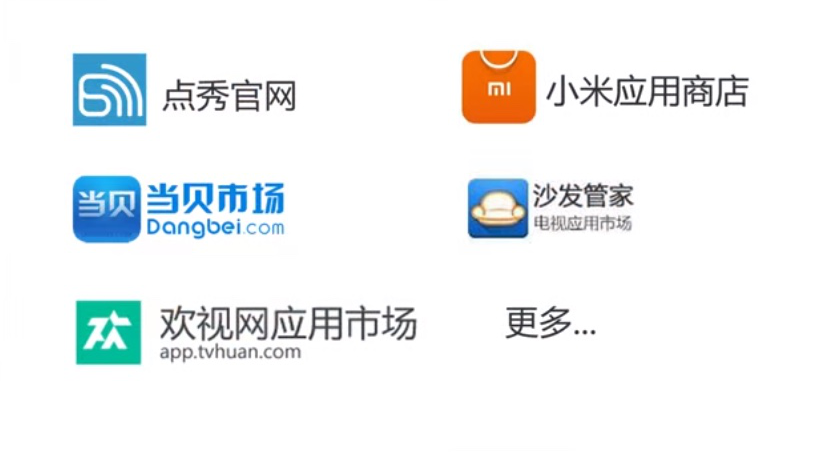 点秀官网
mi
小米应用商店
当贝
当贝市场
Dangbei.com
沙发管家
电视应用市场
欢
欢视网应用市场
app.tvhuan.com
更多...